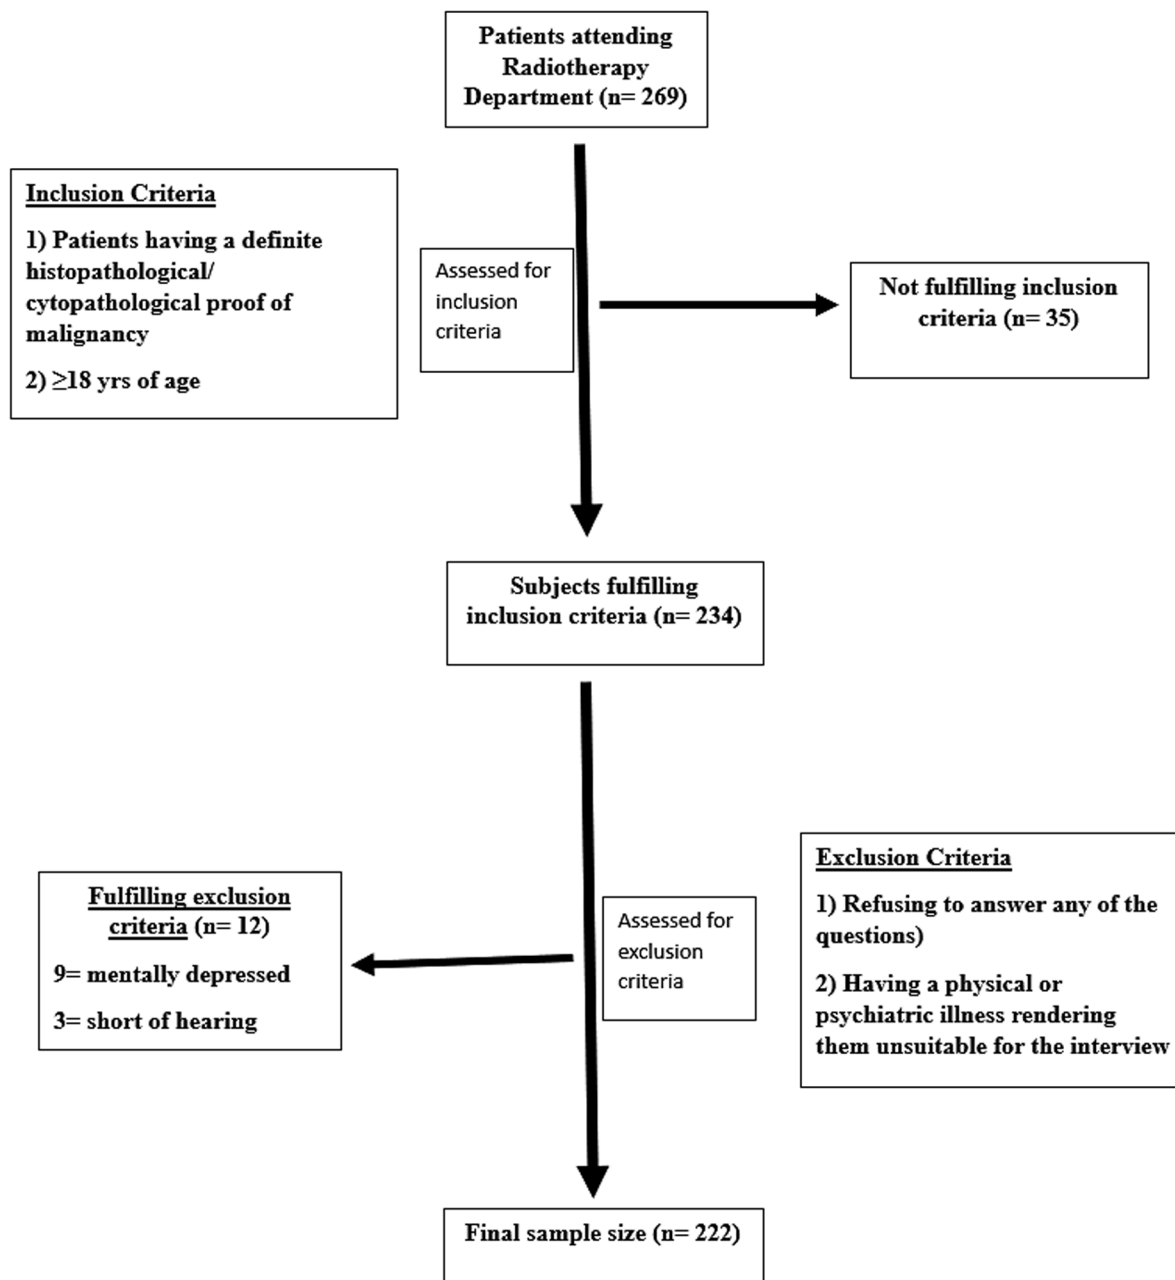 Patients attending
Radiotherapy
Department (n= 269)
Inclusion Criteria
1) Patients having a definite
histopathological/
cytopathological proof of
malignancy
2) ≥18 yrs of age
Assessed for
inclusion
criteria
Not fulfilling inclusion
criteria (n= 35)
Subjects fulfilling
inclusion criteria (n= 234)
Fulfilling exclusion
criteria (n= 12)
9= mentally depressed
3= short of hearing
Assessed for
exclusion
criteria
Exclusion Criteria
1) Refusing to answer any of the
questions)
2) Having a physical or
psychiatric illness rendering
them unsuitable for the interview
Final sample size (n= 222)